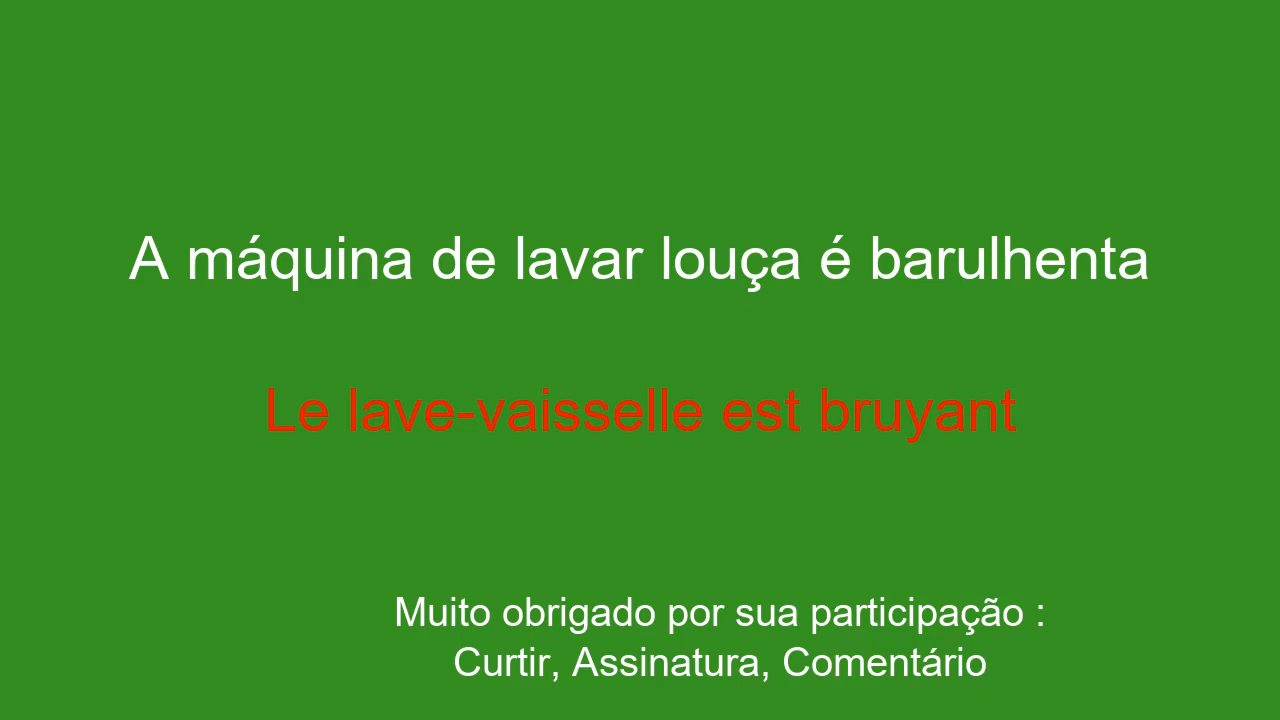 A máquina de lavar louça é barulhenta
Le lave-vaisselle est bruyant
Muito obrigado por sua participação :
Curtir, Assinatura, Comentário